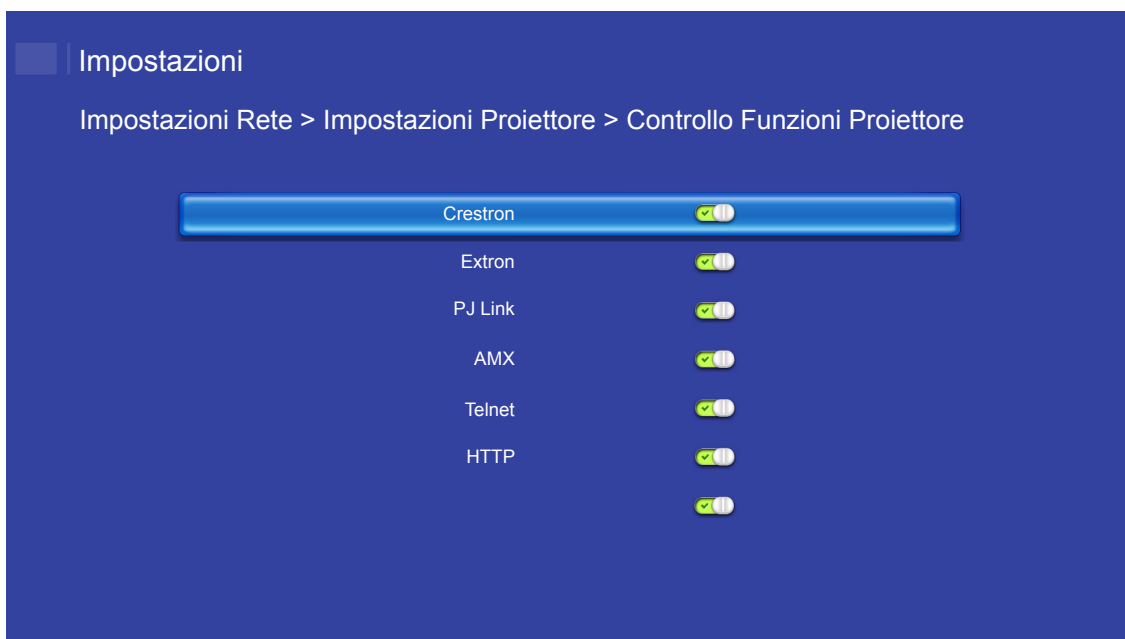 Impostazioni
Impostazioni Rete > Impostazioni Proiettore > Controllo Funzioni Proiettore
Crestron
Extron
PJ Link
AMX
Telnet
HTTP